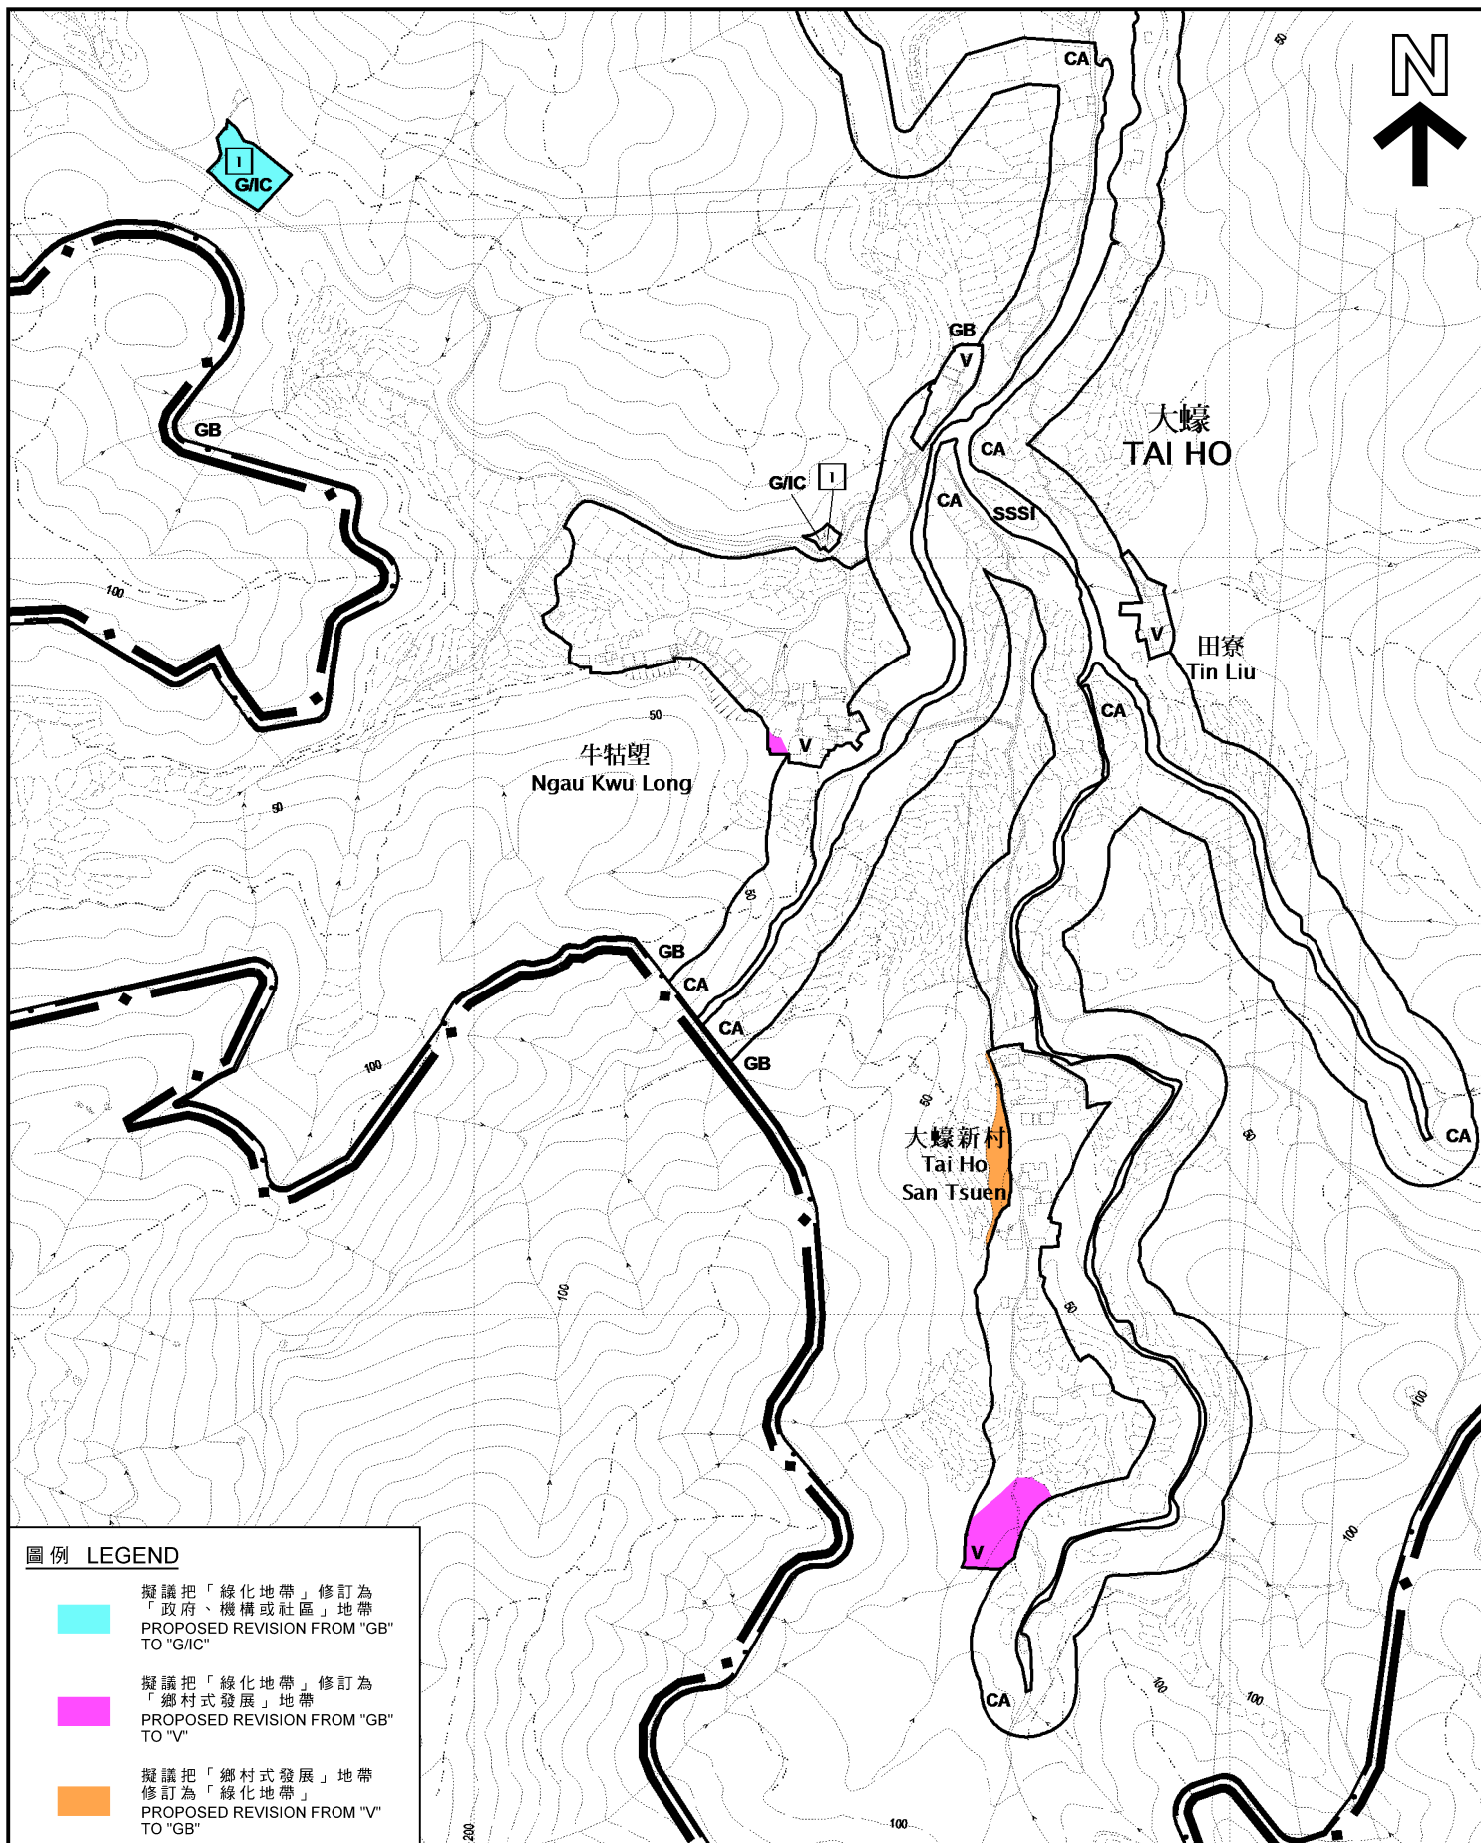 CA
50
N
1
G/IC
GB
V
大蠔
TAI HO
GB
CA
G/IC
1
CA
SSSI
100
V
田寮
Tin Liu
CA
50
牛牯塱
Ngau Kwu Long
V
50
50
GB
CA
CA
GB
100
50
大蠔新村
Tai Ho
San Tsuen
50
CA
100
50
100
V
100
CA
100
100
100
200
圖例 LEGEND
擬議把「綠化地帶」修訂為
「政府、機構或社區」地帶
PROPOSED REVISION FROM "GB"
TO "G/IC"
擬議把「綠化地帶」修訂為
「鄉村式發展」地帶
PROPOSED REVISION FROM "GB"
TO "V"
擬議把「鄉村式發展」地帶
修訂為「綠化地帶」
PROPOSED REVISION FROM "V"
TO "GB"